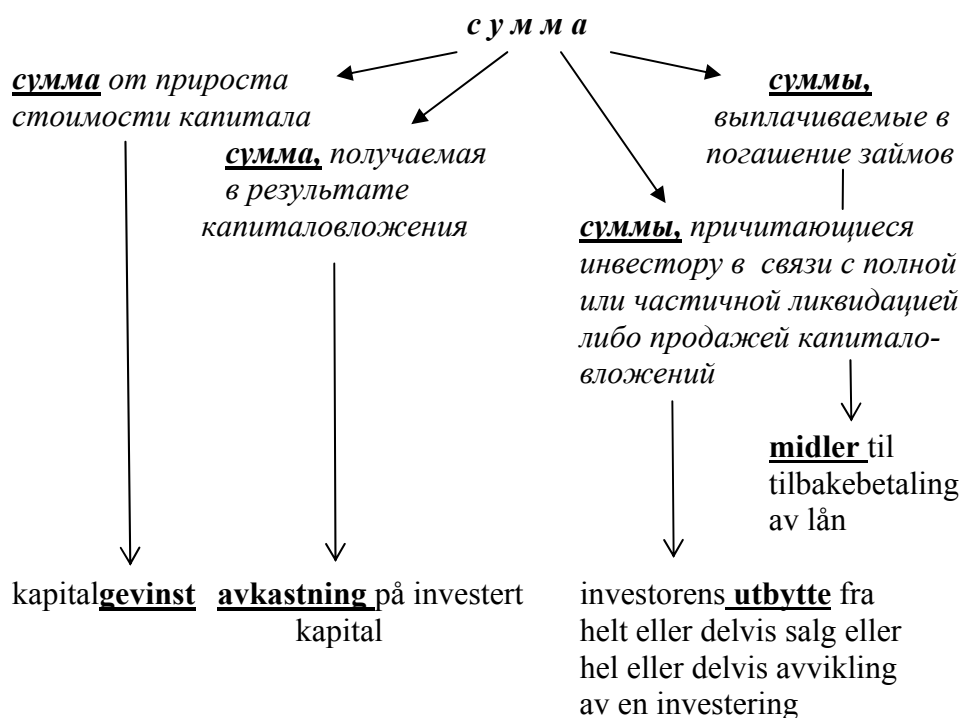 с у м м а
сумма от прироста
стоимости капитала
сумма, получаемая
в результате
капиталовложения
суммы,
выплачиваемые в
погашение займов
суммы, причитающиеся
инвестору в связи с полной
или частичной ликвидацией
либо продажей капитало-
вложений
midler til
tilbakebetaling
av lån
kapitalgevinst
avkastning på investert
kapital
investorens utbytte fra
helt eller delvis salg eller
hel eller delvis avvikling
av en investering